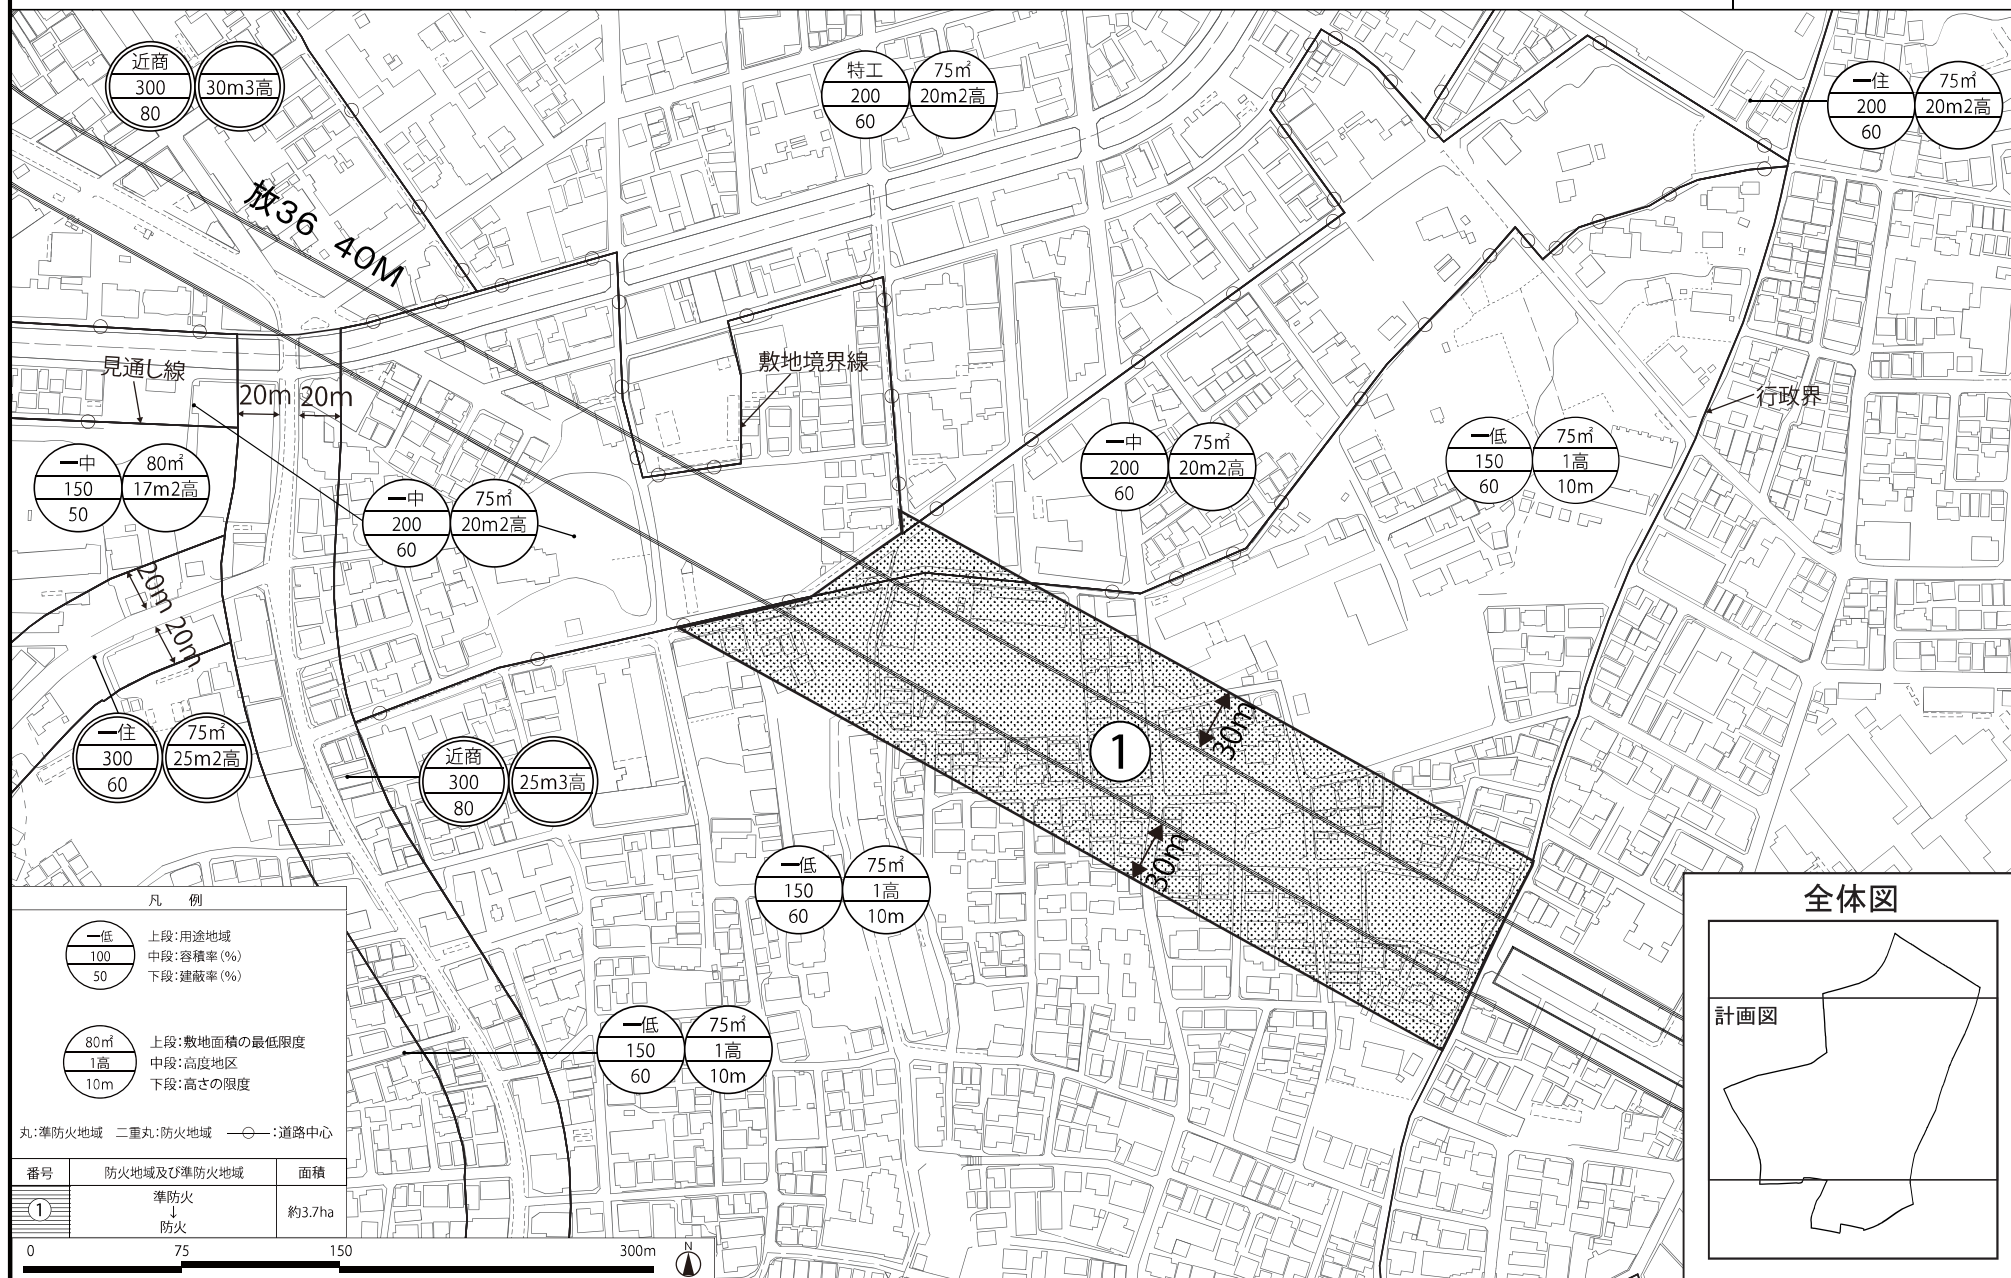 近商
300
80
30m3高
特工
200
60
75㎡
20m2高
一住
200
60
75㎡
20m2高
放36 40M
見通し線
20m
20m
敷地境界線
行政界
一中
150
50
80㎡
17m2高
一中
200
60
75㎡
20m2高
一中
200
60
75㎡
20m2高
一低
150
60
75㎡
1高
10m
20m
20m
一住
300
60
75㎡
25m2高
近商
300
80
25m3高
1
30m
30m
一低
150
60
75㎡
1高
10m
一低
150
60
75㎡
1高
10m
凡 例
一低
100
50
上段:用途地域
中段:容積率(%)
下段:建蔽率(%)
80㎡
1高
10m
上段:敷地面積の最低限度
中段:高度地区
下段:高さの限度
丸:準防火地域 二重丸:防火地域 :道路中心
番号 防火地域及び準防火地域 面積
① 準防火
↓
防火
約3.7ha
0 75 150 300m
N
全体図
計画図